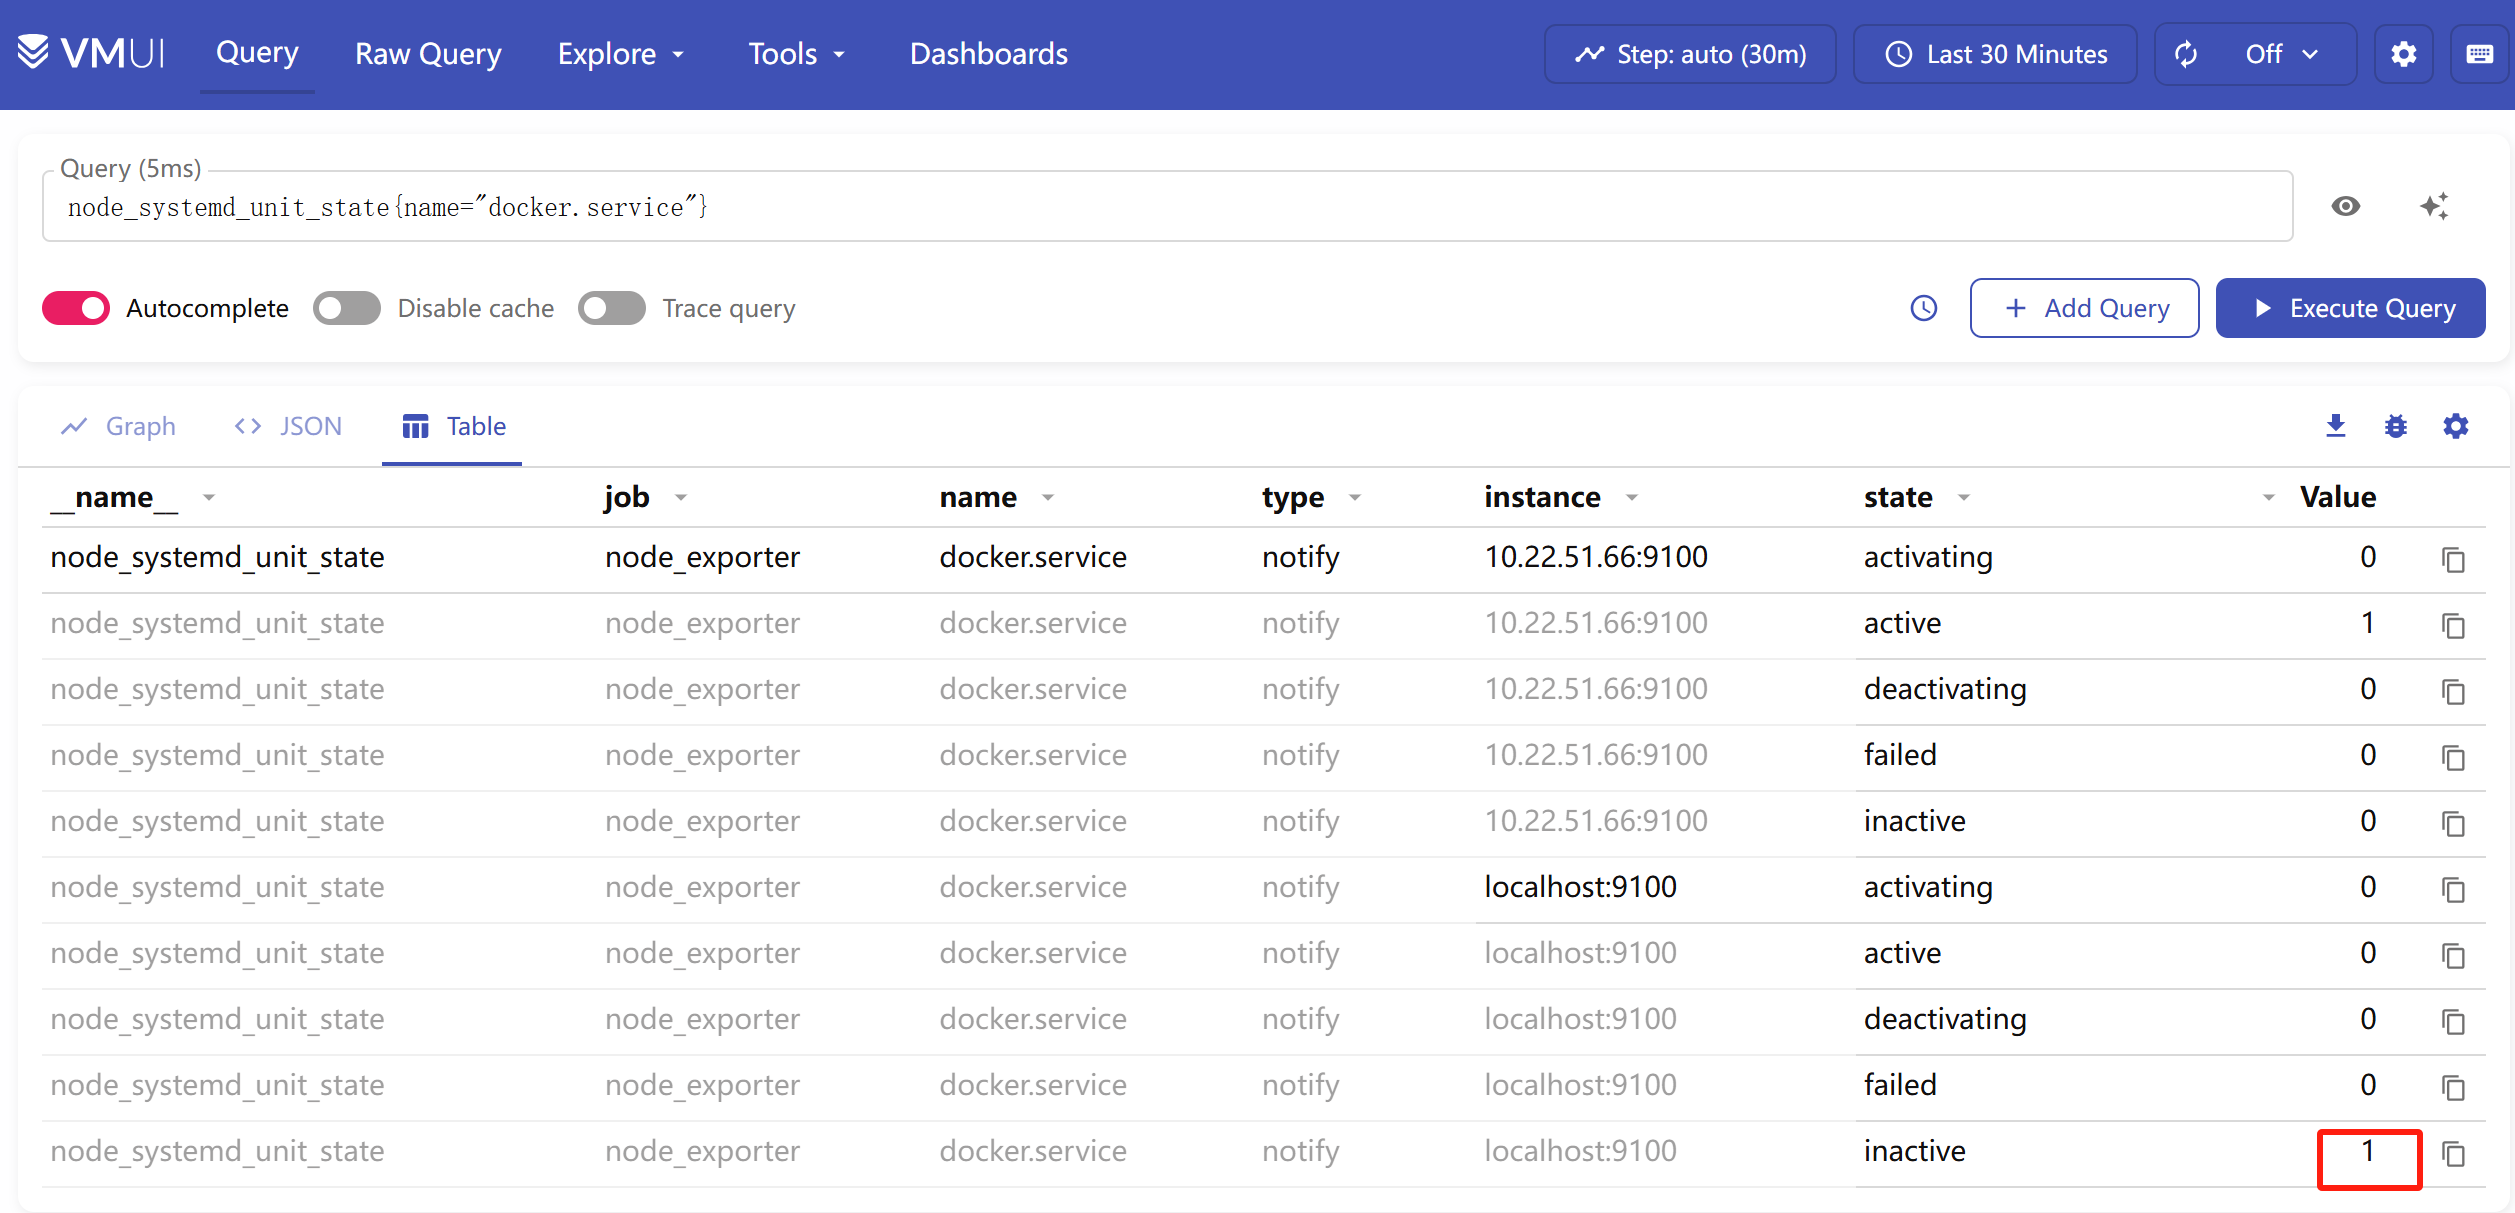 VMUI Query Raw Query Explore Tools Dashboards Step: auto (30m) Last 30 Minutes Off
Query (5ms)
node_systemd_unit_state{name="docker.service"}
Autocomplete Disable cache Trace query Add Query Execute Query
Graph JSON Table
__name__ job name type instance state Value
node_systemd_unit_state node_exporter docker.service notify 10.22.51.66:9100 activating 0
node_systemd_unit_state node_exporter docker.service notify 10.22.51.66:9100 active 1
node_systemd_unit_state node_exporter docker.service notify 10.22.51.66:9100 deactivating 0
node_systemd_unit_state node_exporter docker.service notify 10.22.51.66:9100 failed 0
node_systemd_unit_state node_exporter docker.service notify 10.22.51.66:9100 inactive 0
node_systemd_unit_state node_exporter docker.service notify localhost:9100 activating 0
node_systemd_unit_state node_exporter docker.service notify localhost:9100 active 0
node_systemd_unit_state node_exporter docker.service notify localhost:9100 deactivating 0
node_systemd_unit_state node_exporter docker.service notify localhost:9100 failed 0
node_systemd_unit_state node_exporter docker.service notify localhost:9100 inactive 1